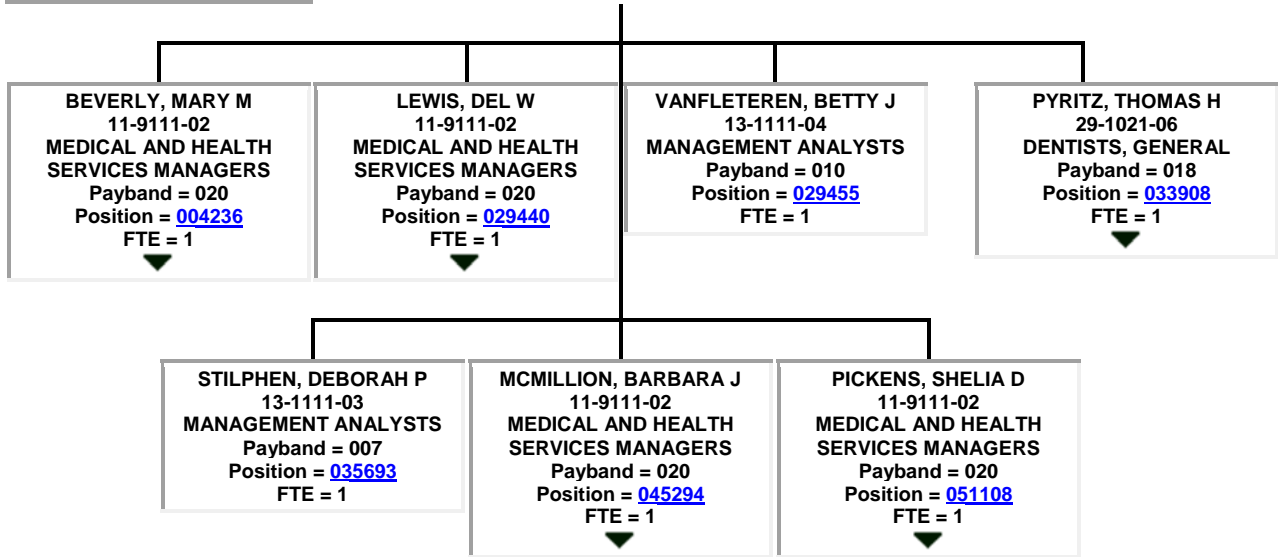 BEVERLY, MARY M
11-9111-02
MEDICAL AND HEALTH
SERVICES MANAGERS
Payband = 020
Position = 004236
FTE = 1
LEWIS, DEL W
11-9111-02
MEDICAL AND HEALTH
SERVICES MANAGERS
Payband = 020
Position = 029440
FTE = 1
VANFLETEREN, BETTY J
13-1111-04
MANAGEMENT ANALYSTS
Payband = 010
Position = 029455
FTE = 1
PYRITZ, THOMAS H
29-1021-06
DENTISTS, GENERAL
Payband = 018
Position = 033908
FTE = 1
STILPHEN, DEBORAH P
13-1111-03
MANAGEMENT ANALYSTS
Payband = 007
Position = 035693
FTE = 1
MCMILLION, BARBARA J
11-9111-02
MEDICAL AND HEALTH
SERVICES MANAGERS
Payband = 020
Position = 045294
FTE = 1
PICKENS, SHELIA D
11-9111-02
MEDICAL AND HEALTH
SERVICES MANAGERS
Payband = 020
Position = 051108
FTE = 1